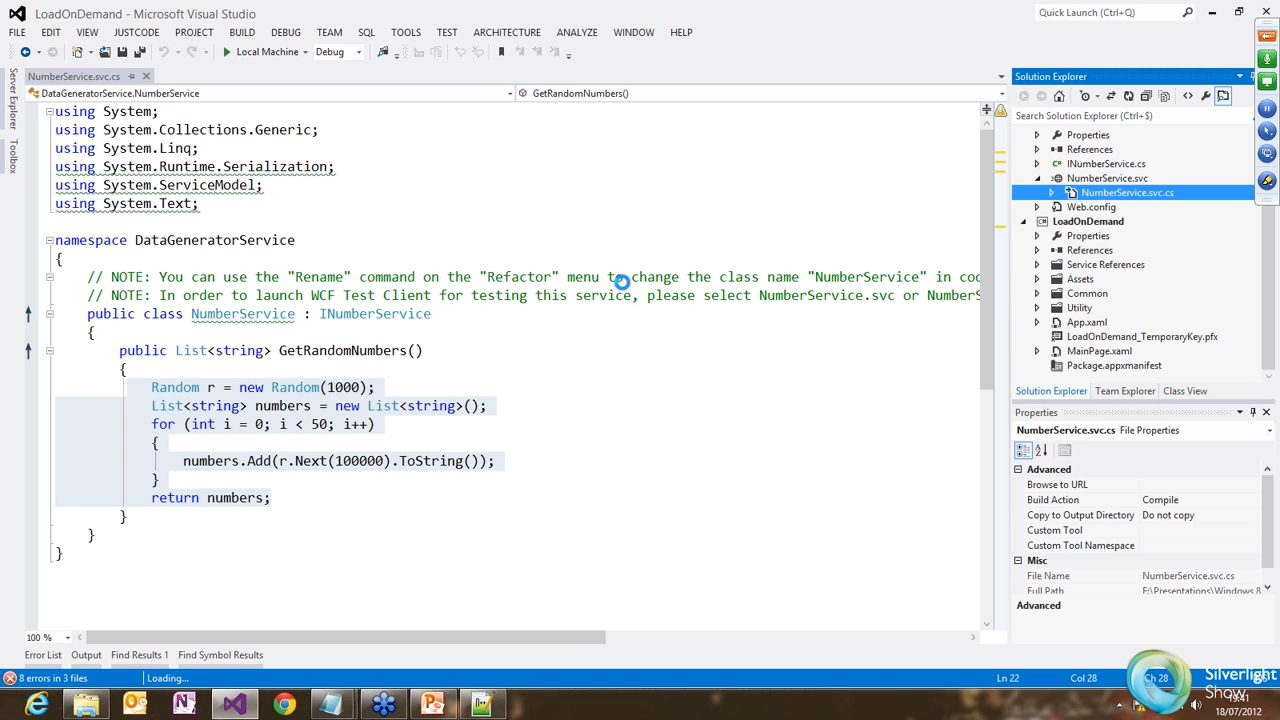 LoadOnDemand - Microsoft Visual Studio
Quick Launch (Ctrl+Q)
FILE EDIT VIEW JUSTCODE PROJECT BUILD DEBUG TEAM SQL TOOLS TEST ARCHITECTURE ANALYZE WINDOW HELP
Local Machine Debug
Server Explorer
Toolbox
NumberService.svc.cs
DataGeneratorService.NumberService GetRandomNumbers()
using System;
using System.Collections.Generic;
using System.Linq;
using System.Runtime.Serialization;
using System.ServiceModel;
using System.Text;
namespace DataGeneratorService
{
// NOTE: You can use the "Rename" command on the "Refactor" menu to change the class name "NumberService" in cod
// NOTE: In order to launch WCF Test Client for testing this service, please select NumberService.svc or NumberS
public class NumberService : INumberService
{
public List<string> GetRandomNumbers()
{
Random r = new Random(1000);
List<string> numbers = new List<string>();
for (int i = 0; i < 50; i++)
{
numbers.Add(r.Next(100000).ToString());
}
return numbers;
}
}
}
100 %
Error List Output Find Results 1 Find Symbol Results
Solution Explorer
Search Solution Explorer (Ctrl+$)
Properties
References
INumberService.cs
NumberService.svc
NumberService.svc.cs
Web.config
LoadOnDemand
Properties
References
Service References
Assets
Common
Utility
App.xaml
LoadOnDemand_TemporaryKey.pfx
MainPage.xaml
Package.appxmanifest
Solution Explorer Team Explorer Class View
Properties
NumberService.svc.cs File Properties
Advanced
Browse to URL
Build Action Compile
Copy to Output Directory Do not copy
Custom Tool
Custom Tool Namespace
Misc
File Name NumberService.svc.cs
Full Path F:\Presentations\Windows 8
Advanced
8 errors in 3 files Loading... Ln 22 Col 28 Ch 28
Silverlight
Show
19:41
18/07/2012